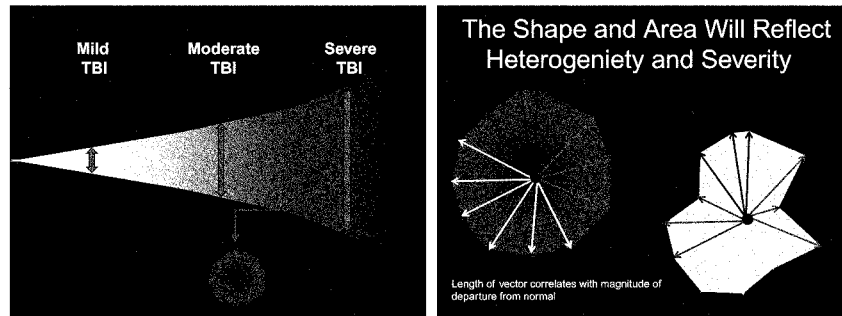 Mild Moderate Severe
TBI TBI TBI
The Shape and Area Will Reflect
Heterogeniety and Severity
Length of vector correlates with magnitude of
departure from normal